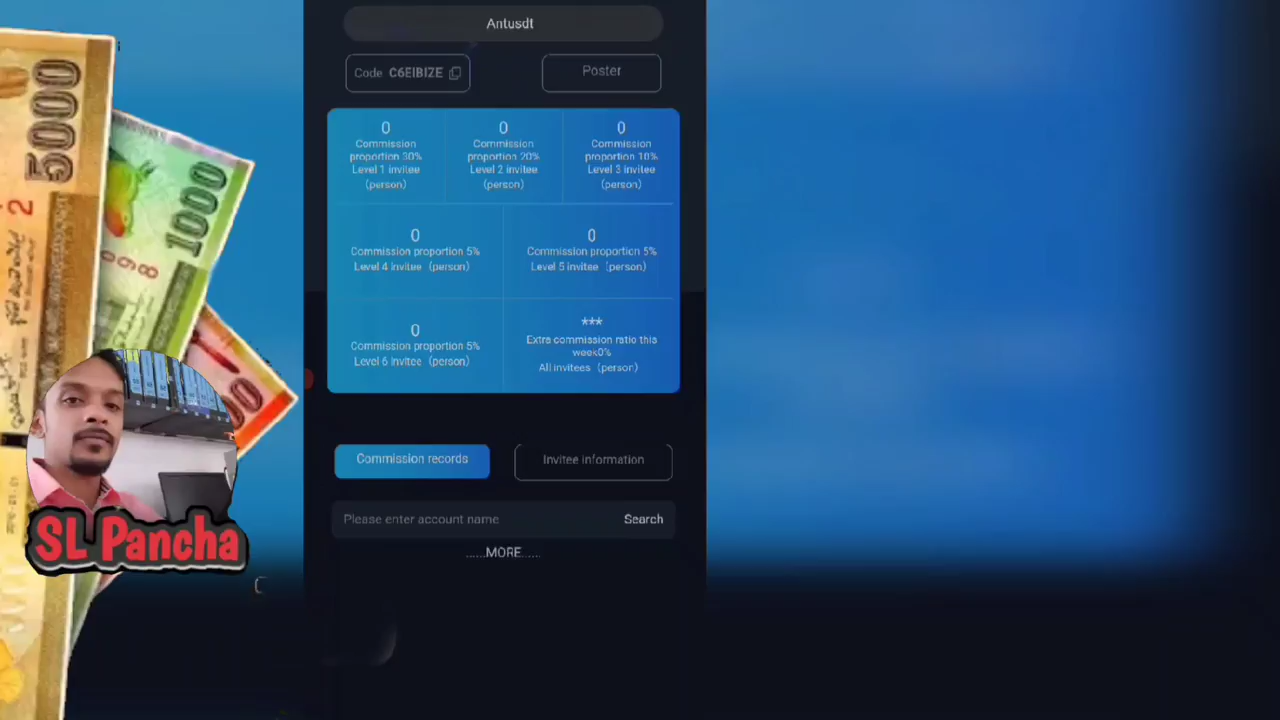 Antusdt
Code C6EIBIZE
Poster
0
Commission
proportion 30%
Level 1 invitee
(person)
0
Commission
proportion 20%
Level 2 invitee
(person)
0
Commission
proportion 10%
Level 3 invitee
(person)
0
Commission proportion 5%
Level 4 invitee (person)
0
Commission proportion 5%
Level 5 invitee (person)
0
Commission proportion 5%
Level 6 invitee (person)
***
Extra commission ratio this
week0%
All invitees (person)
Commission records
Invitee information
Please enter account name
Search
......MORE......
5000
1000
SL Pancha